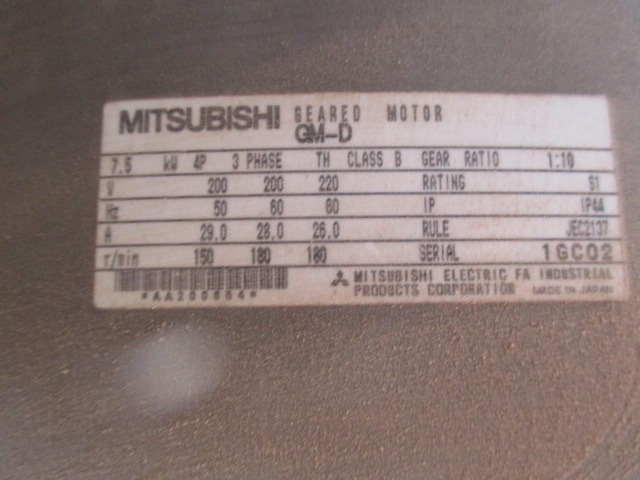 MITSUBISHI GEARED MOTOR
GM-D
7.5 kW 4P 3 PHASE TH CLASS B GEAR RATIO 1:10
V 200 200 220 RATING S1
Hz 50 60 60 IP IP44
A 29.0 28.0 26.0 RULE JEC2137
r/min 150 180 180 SERIAL 1GC02
MITSUBISHI ELECTRIC FA INDUSTRIAL
*AA200864* PRODUCTS CORPORATION MADE IN JAPAN